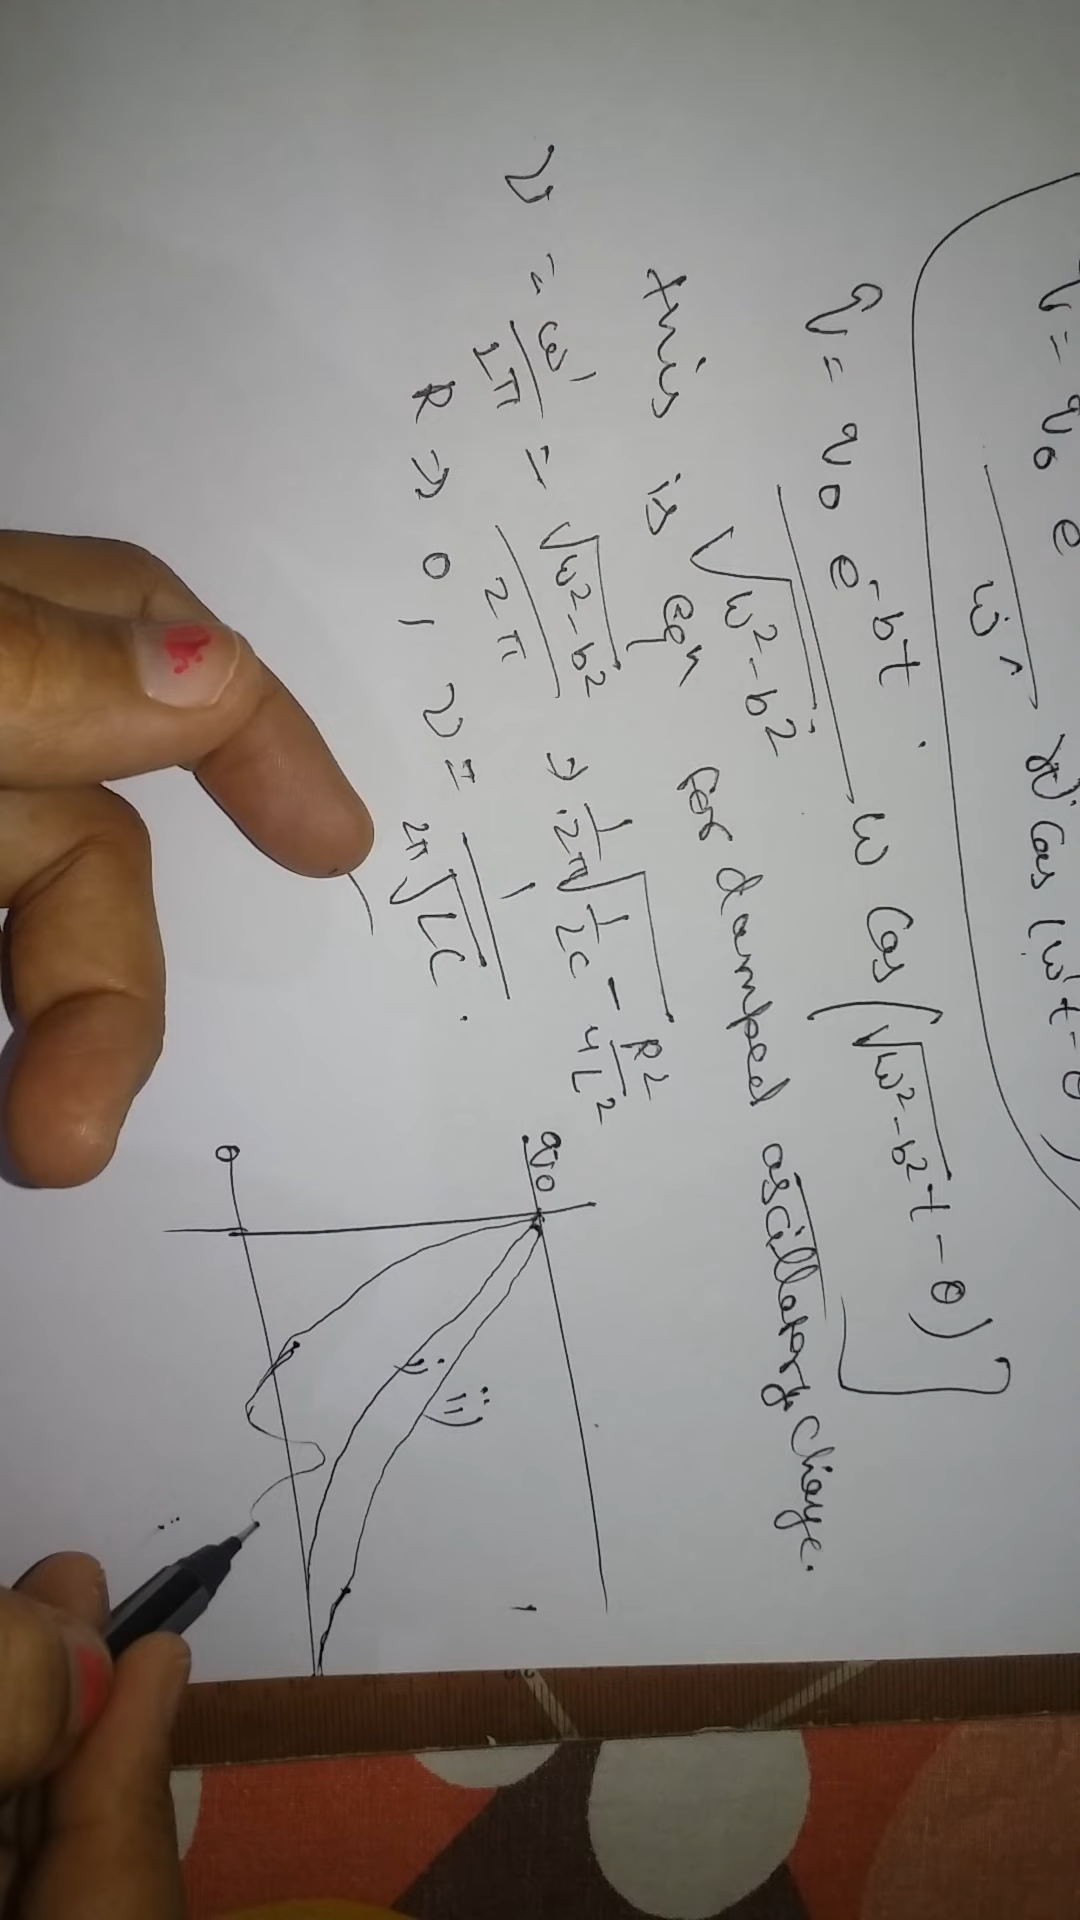 q = q₀ e ω cos(ω't - θ)
ω'
q = q₀ e^-bt ω cos(√(ω²-b²) t - θ)
√(ω²-b²)
this is eqn for damped oscillatory charge.
ν = ω'/2π = √(ω²-b²)/2π ⇒ 1/2π √(1/LC - R²/4L²)
R → 0, ν = 1/2π√LC.
q₀
i)
ii)
0